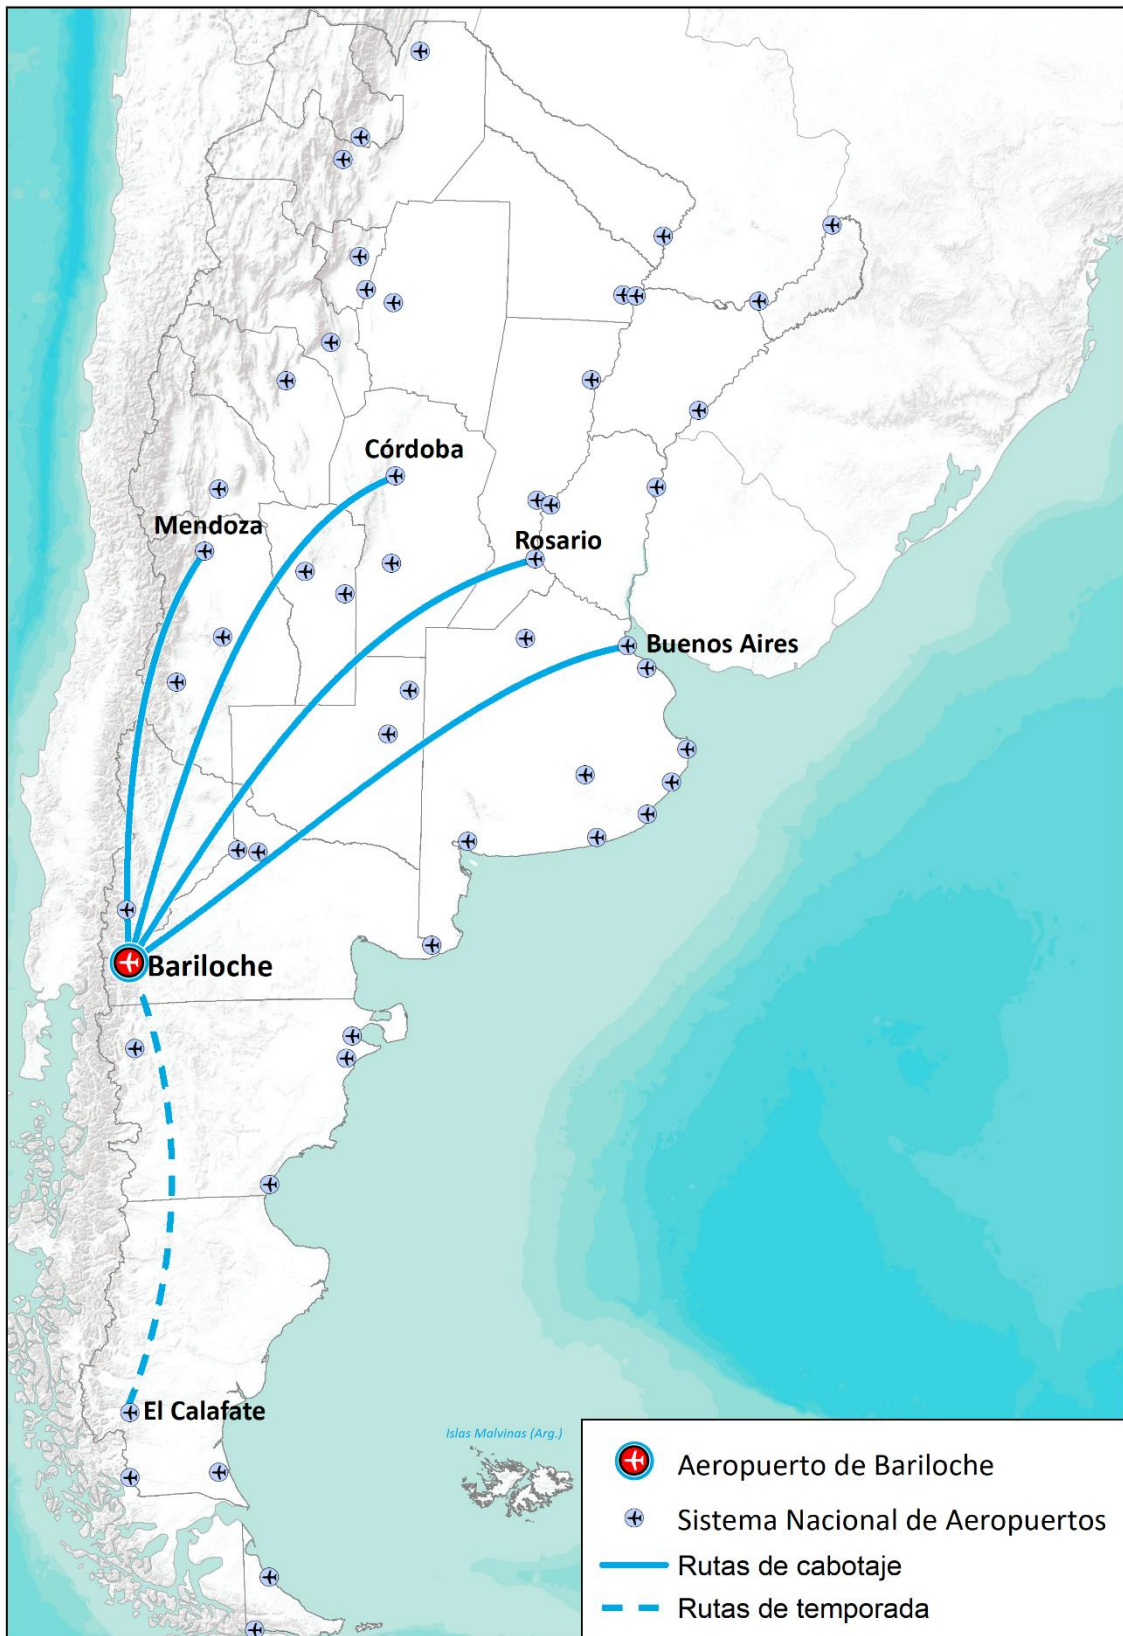 Córdoba
Mendoza
Rosario
Buenos Aires
Bariloche
El Calafate
Islas Malvinas (Arg.)
Aeropuerto de Bariloche
Sistema Nacional de Aeropuertos
Rutas de cabotaje
Rutas de temporada